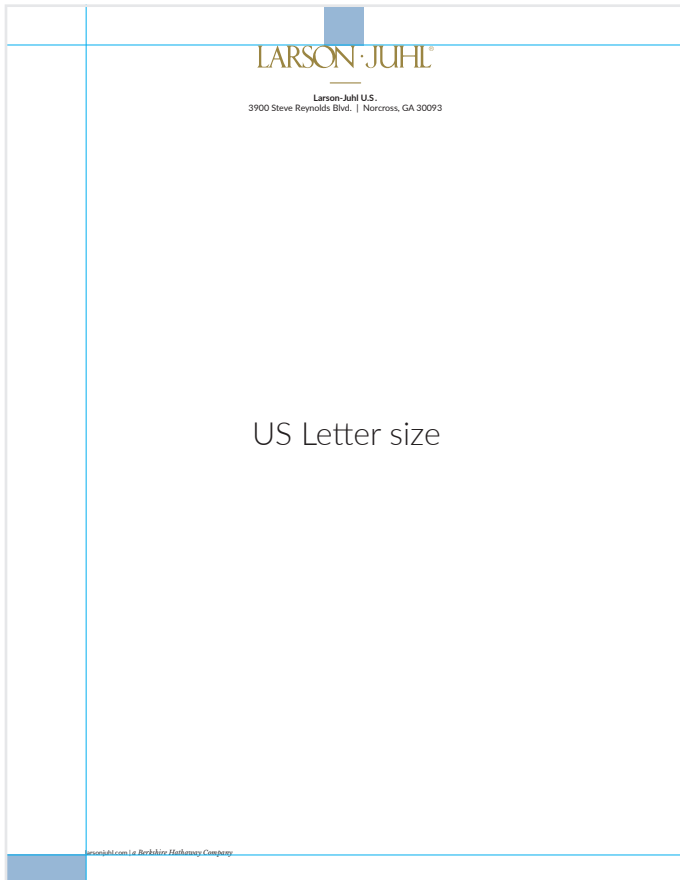 LARSON · JUHL®
Larson-Juhl U.S.
3900 Steve Reynolds Blvd. | Norcross, GA 30093
US Letter size
larsonjuhl.com | a Berkshire Hathaway Company